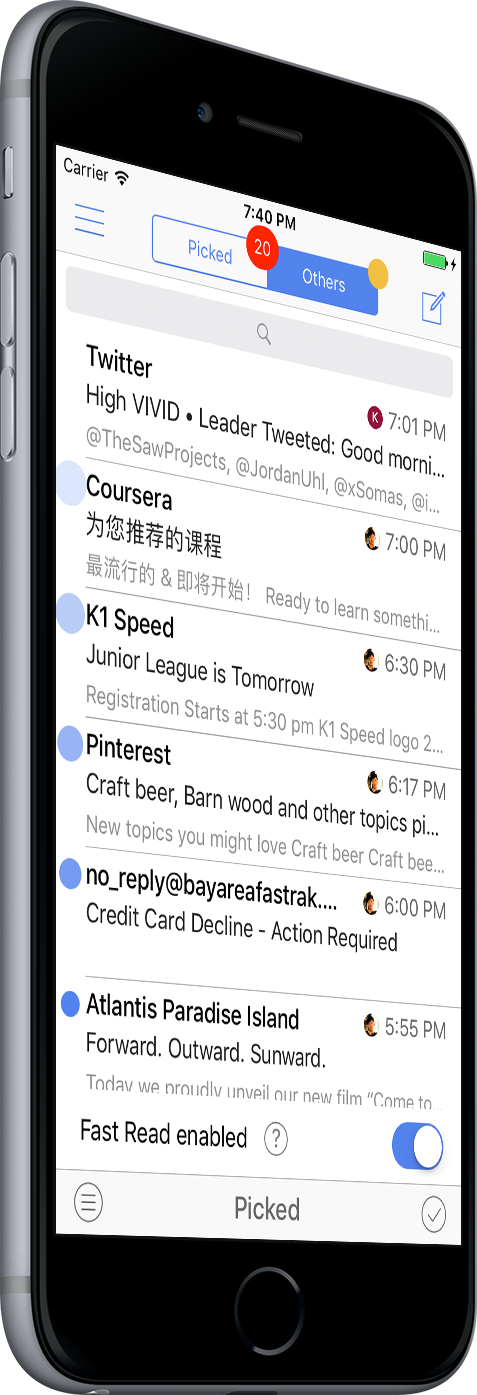 Carrier
7:40 PM
Picked
20
Others
Twitter
K 7:01 PM
High VIVID • Leader Tweeted: Good morni...
@TheSawProjects, @JordanUhl, @xSomas, @i...
Coursera
7:00 PM
为您推荐的课程
最流行的 & 即将开始！ Ready to learn somethi...
K1 Speed
6:30 PM
Junior League is Tomorrow
Registration Starts at 5:30 pm K1 Speed logo 2...
Pinterest
6:17 PM
Craft beer, Barn wood and other topics pi...
New topics you might love Craft beer Craft bee...
no_reply@bayareafastrak....
6:00 PM
Credit Card Decline - Action Required
Atlantis Paradise Island
5:55 PM
Forward. Outward. Sunward.
Today we proudly unveil our new film “Come to...
Fast Read enabled ?
Picked